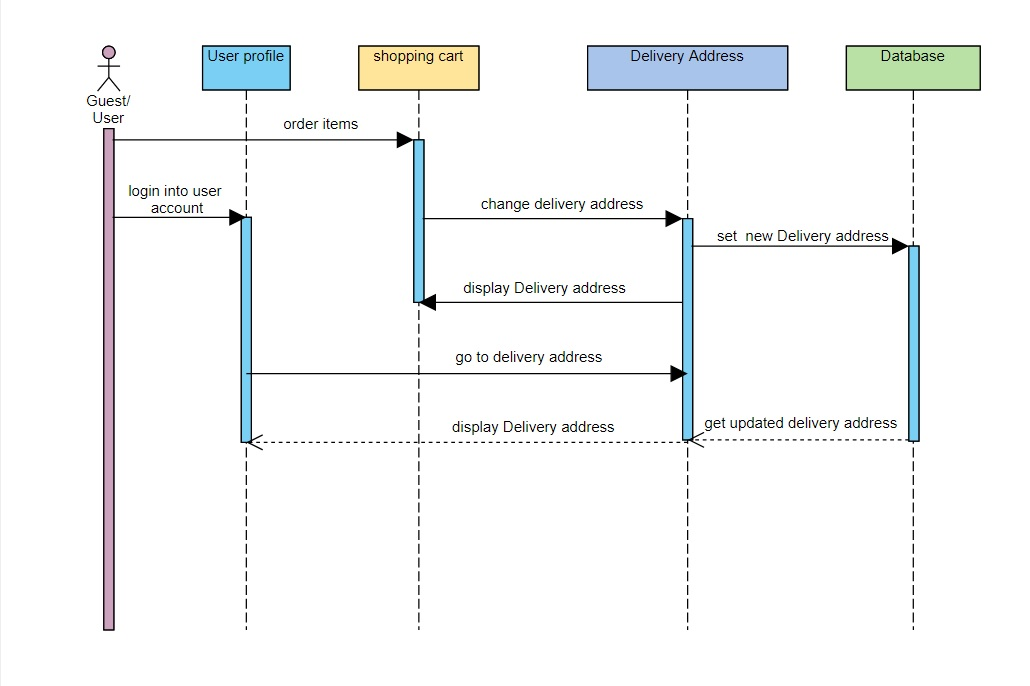 User profile
shopping cart
Delivery Address
Database
Guest/
User
order items
login into user
account
change delivery address
set  new Delivery address
display Delivery address
go to delivery address
display Delivery address
get updated delivery address